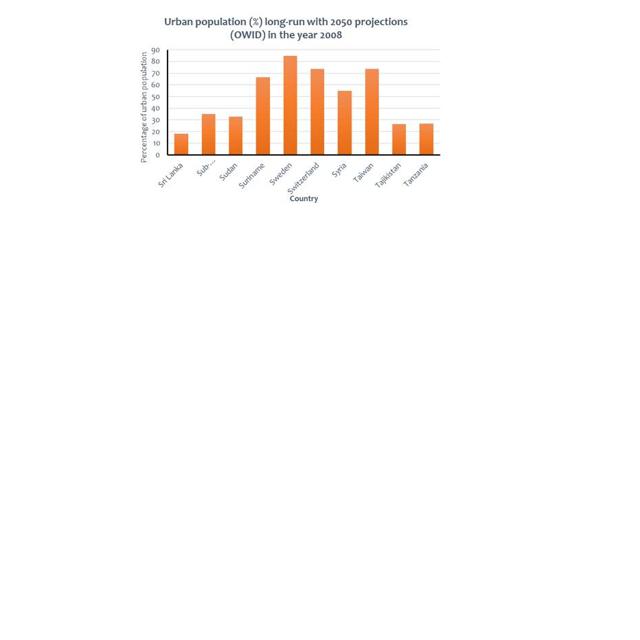 Urban population (%) long-run with 2050 projections
(OWID) in the year 2008
Percentage of urban population
90
80
70
60
50
40
30
20
10
0
Sri Lanka
Sub-...
Sudan
Suriname
Sweden
Switzerland
Syria
Taiwan
Tajikistan
Tanzania
Country